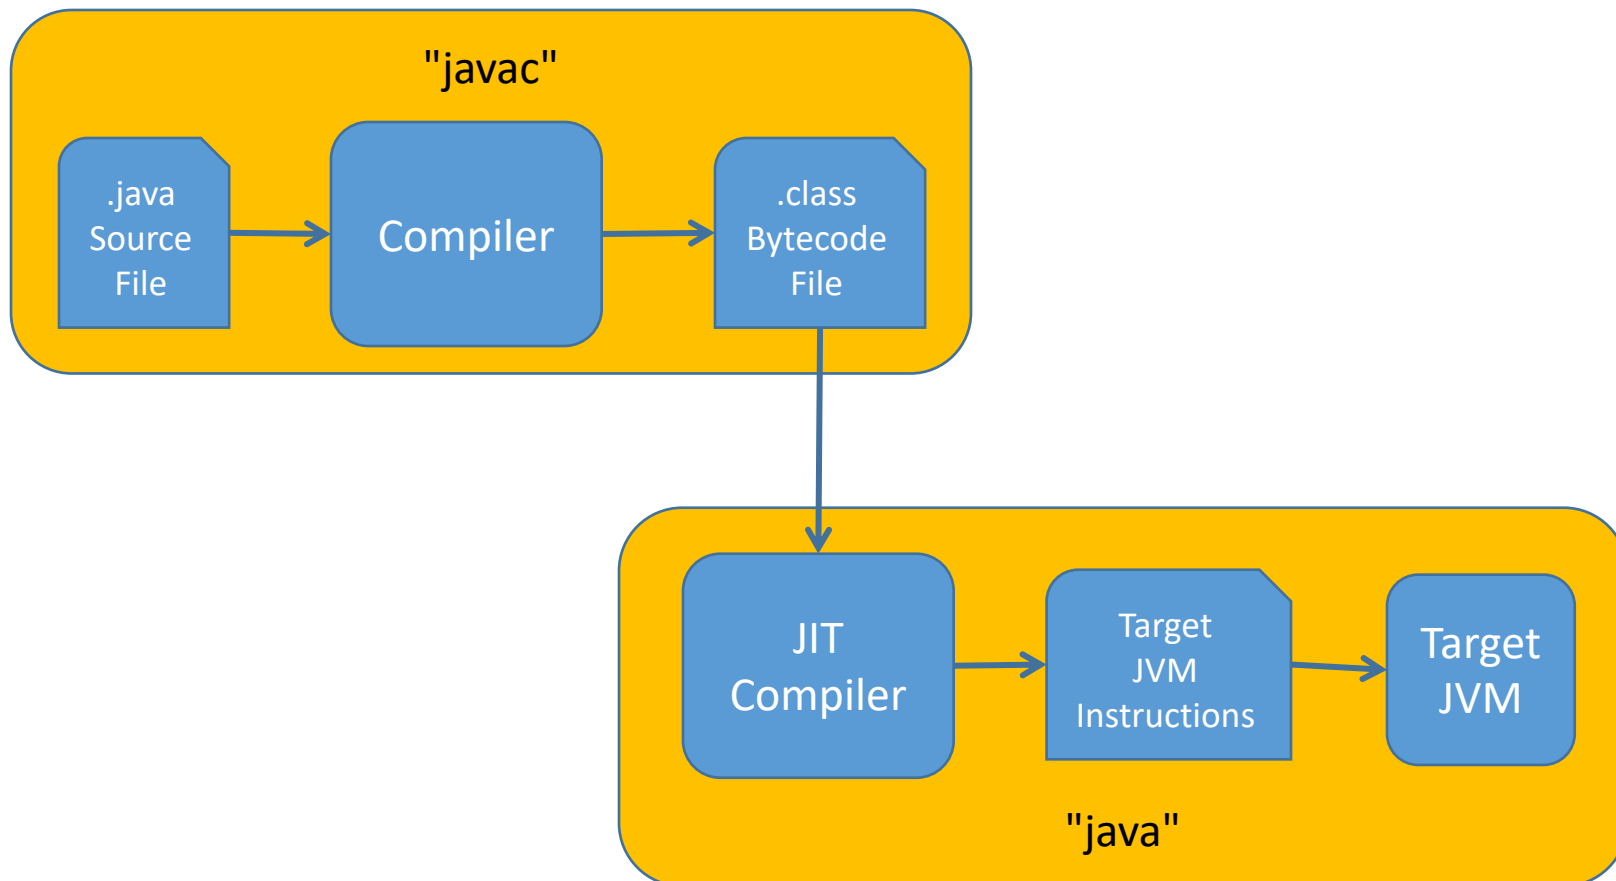 "javac"
.java
Source
File
Compiler
.class
Bytecode
File
JIT
Compiler
Target
JVM
Instructions
Target
JVM
"java"